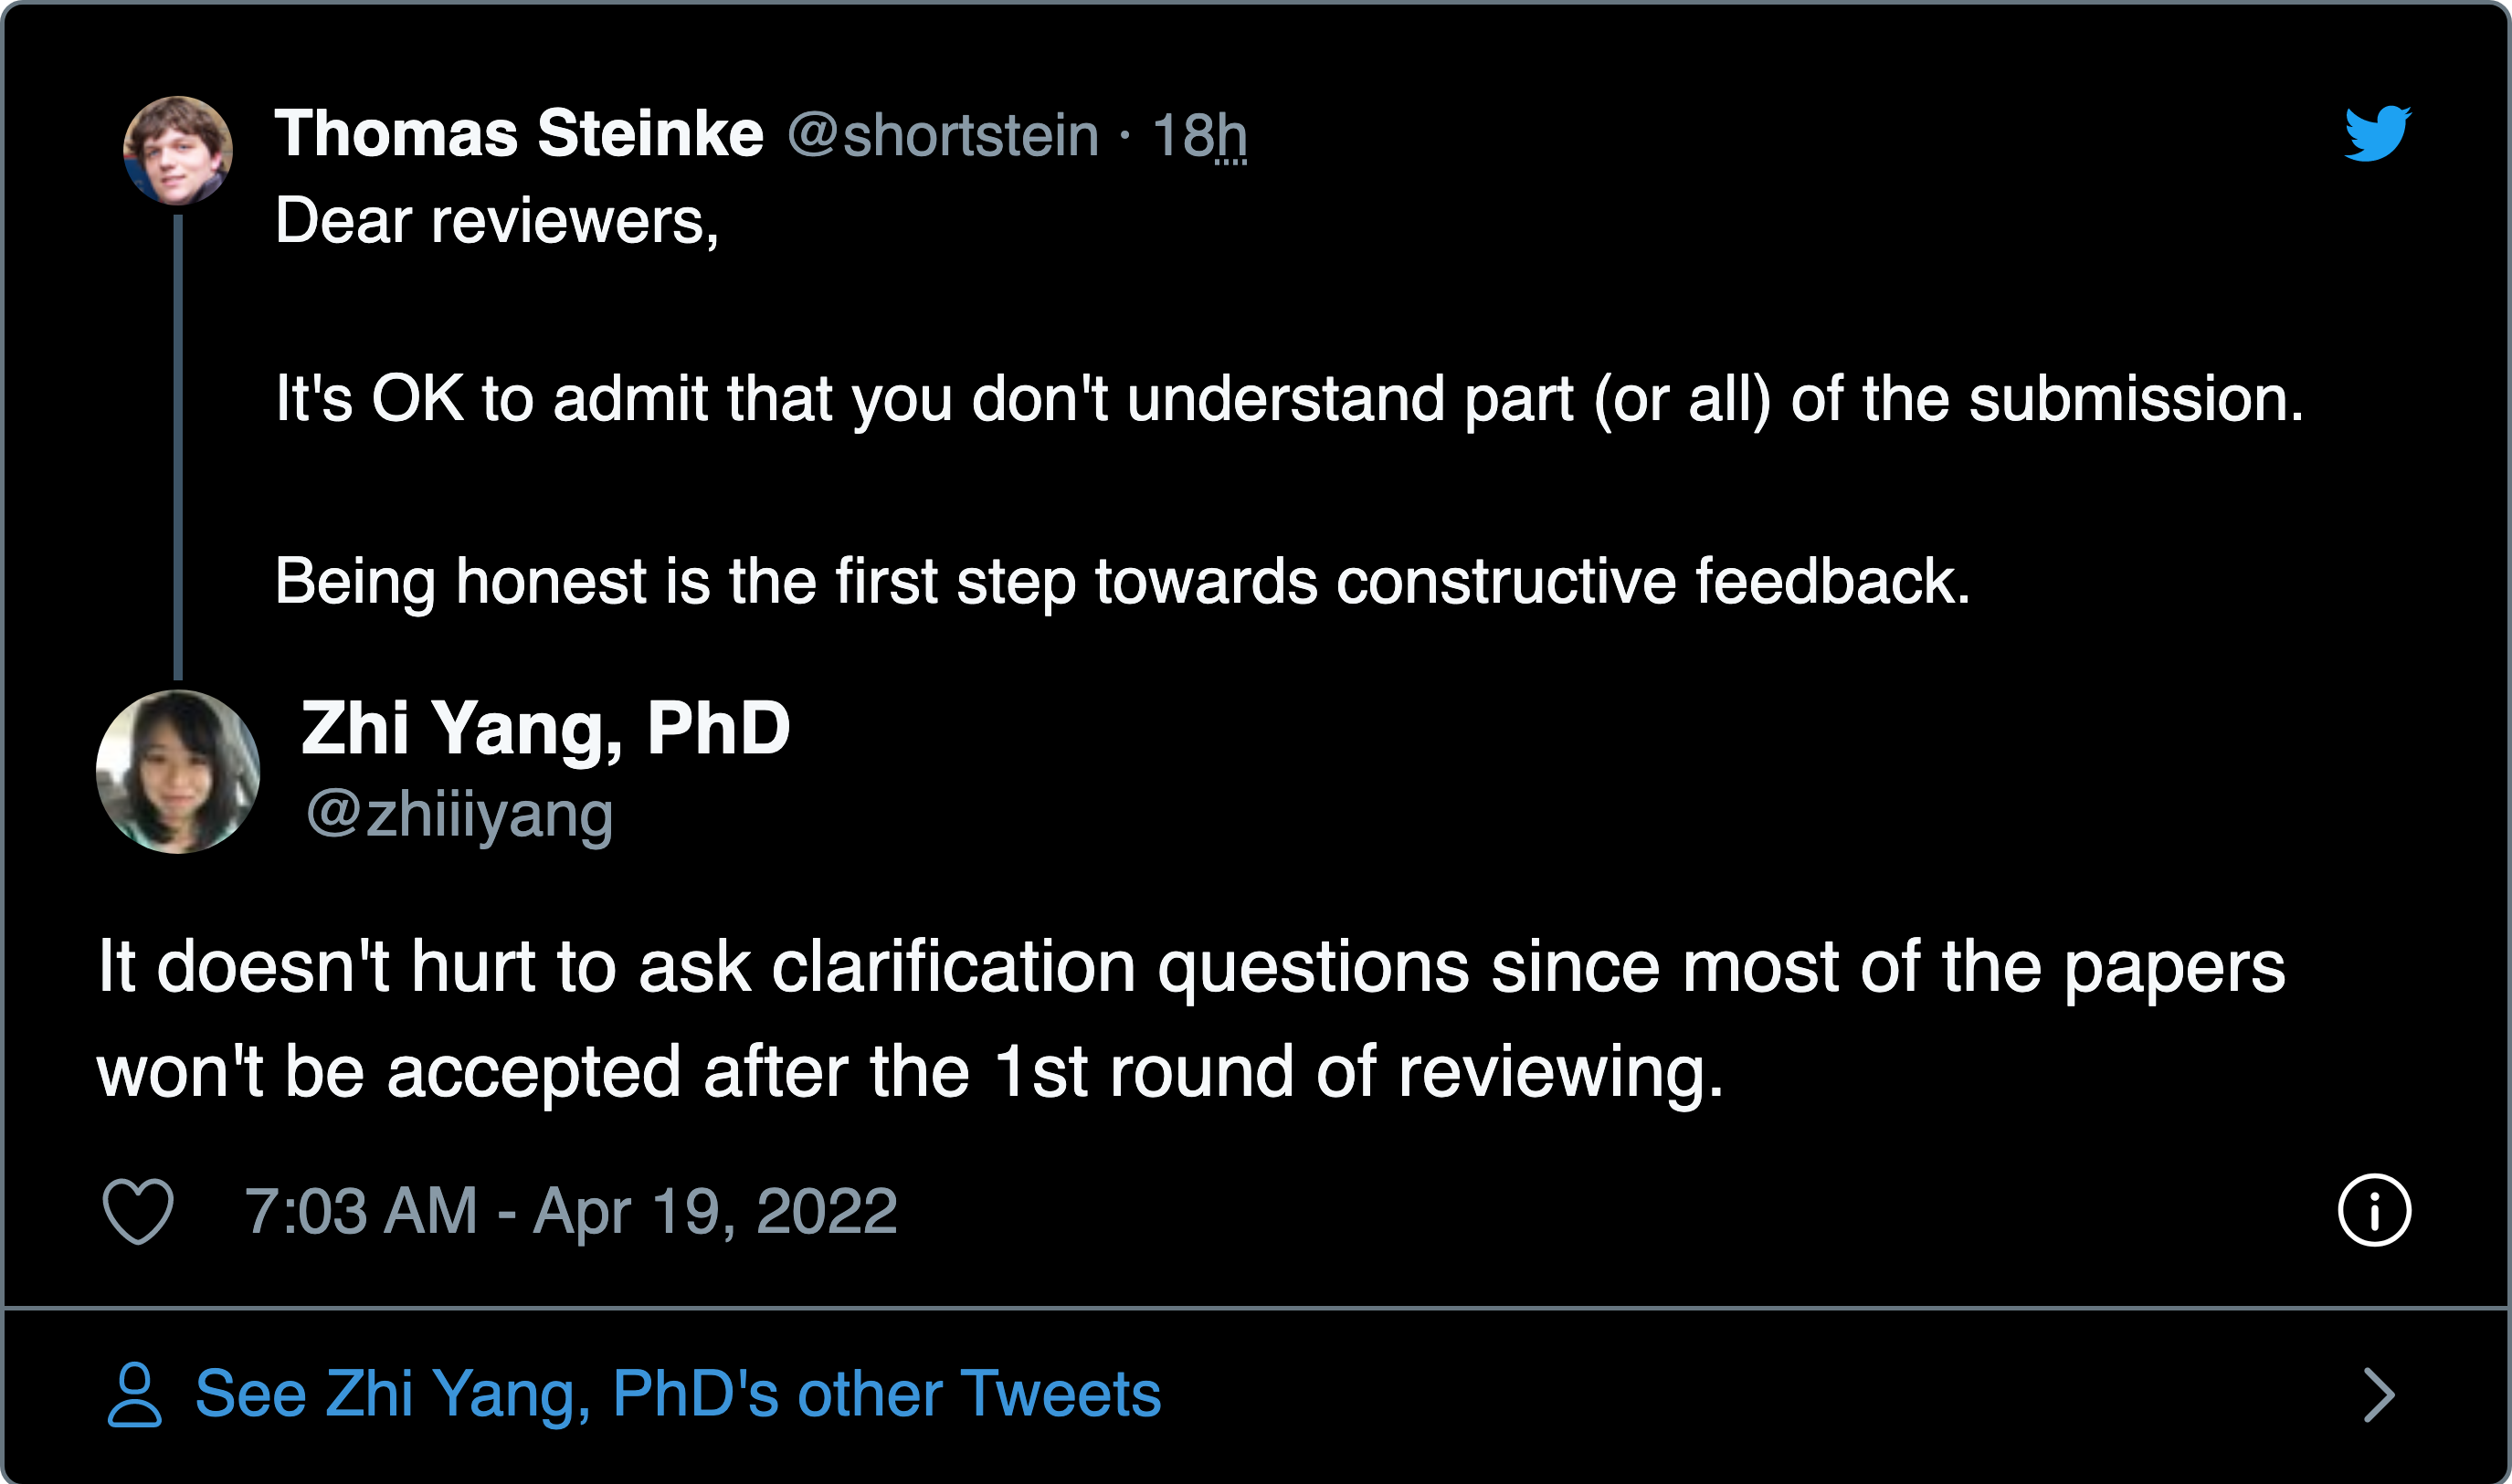 Thomas Steinke @shortstein · 18h
Dear reviewers,
It's OK to admit that you don't understand part (or all) of the submission.
Being honest is the first step towards constructive feedback.
Zhi Yang, PhD
@zhiiiyang
It doesn't hurt to ask clarification questions since most of the papers
won't be accepted after the 1st round of reviewing.
7:03 AM - Apr 19, 2022
See Zhi Yang, PhD's other Tweets